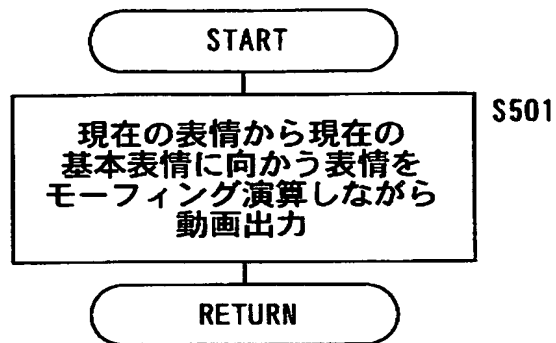 START
S501
現在の表情から現在の
基本表情に向かう表情を
モーフィング演算しながら
動画出力
RETURN